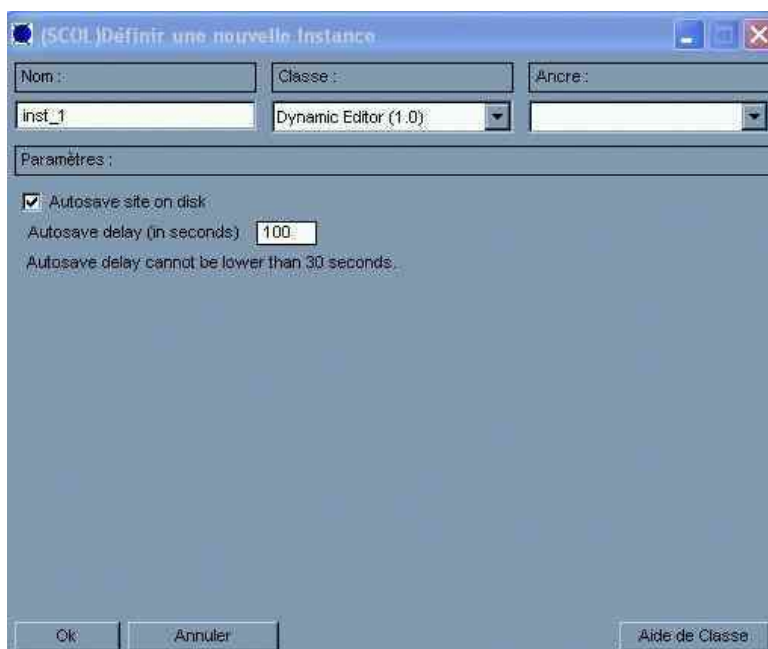 (SCOL)Définir une nouvelle Instance
Nom :
Classe :
Ancre :
inst_1
Dynamic Editor (1.0)
Paramètres :
Autosave site on disk
Autosave delay (in seconds)
100
Autosave delay cannot be lower than 30 seconds.
Ok
Annuler
Aide de Classe